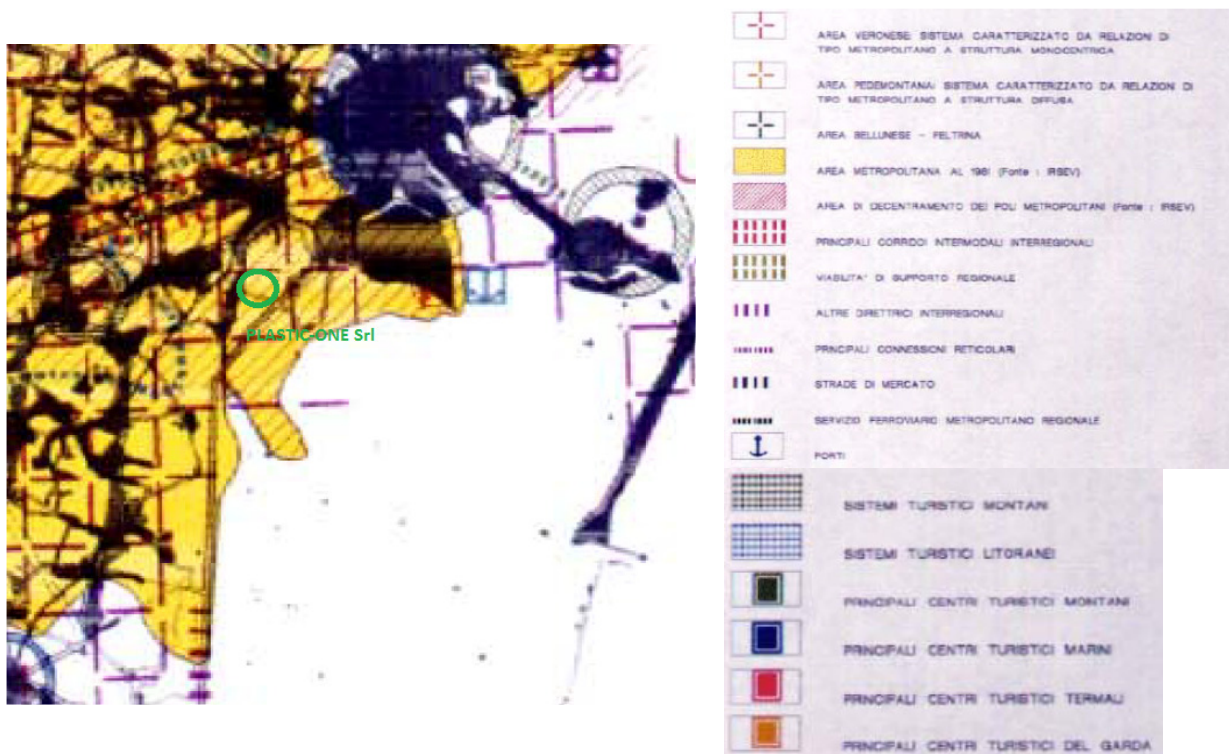 PLASTIC-ONE Srl
AREA VERONESE: SISTEMA CARATTERIZZATO DA RELAZIONI DI
TIPO METROPOLITANO A STRUTTURA MONOCENTRICA
AREA PEDEMONTANA: SISTEMA CARATTERIZZATO DA RELAZIONI DI
TIPO METROPOLITANO A STRUTTURA DIFFUSA
AREA BELLUNESE - FELTRINA
AREA METROPOLITANA AL 1981 (Fonte : IRSEV)
AREA DI DECENTRAMENTO DEI POLI METROPOLITANI (Fonte : IRSEV)
PRINCIPALI CORRIDOI INTERMODALI INTERREGIONALI
VIABILITA' DI SUPPORTO REGIONALE
ALTRE DIRETTRICI INTERREGIONALI
PRINCIPALI CONNESSIONI RETICOLARI
STRADE DI MERCATO
SERVIZIO FERROVIARIO METROPOLITANO REGIONALE
PORTI
SISTEMI TURISTICI MONTANI
SISTEMI TURISTICI LITORANEI
PRINCIPALI CENTRI TURISTICI MONTANI
PRINCIPALI CENTRI TURISTICI MARINI
PRINCIPALI CENTRI TURISTICI TERMALI
PRINCIPALI CENTRI TURISTICI DEL GARDA